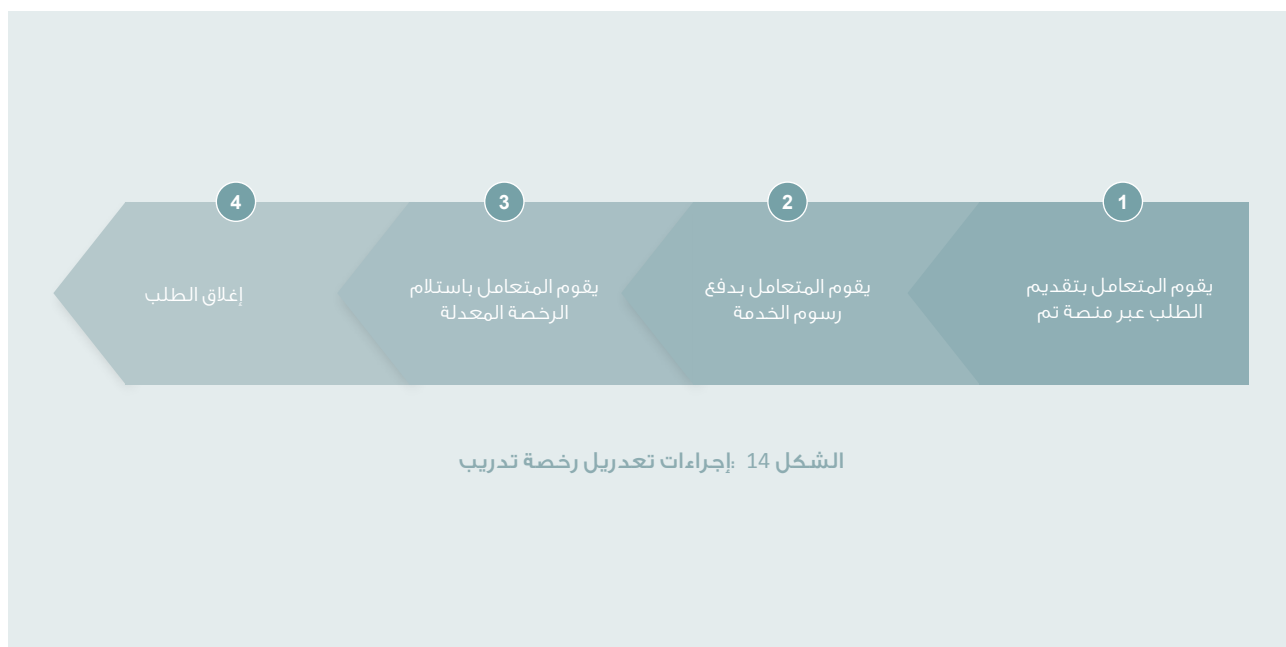 1
يقوم المتعامل بتقديم
الطلب عبر منصة تم
2
يقوم المتعامل بدفع
رسوم الخدمة
3
يقوم المتعامل باستلام
الرخصة المعدلة
4
إغلاق الطلب
الشكل 14 :إجراءات تعدريل رخصة تدريب